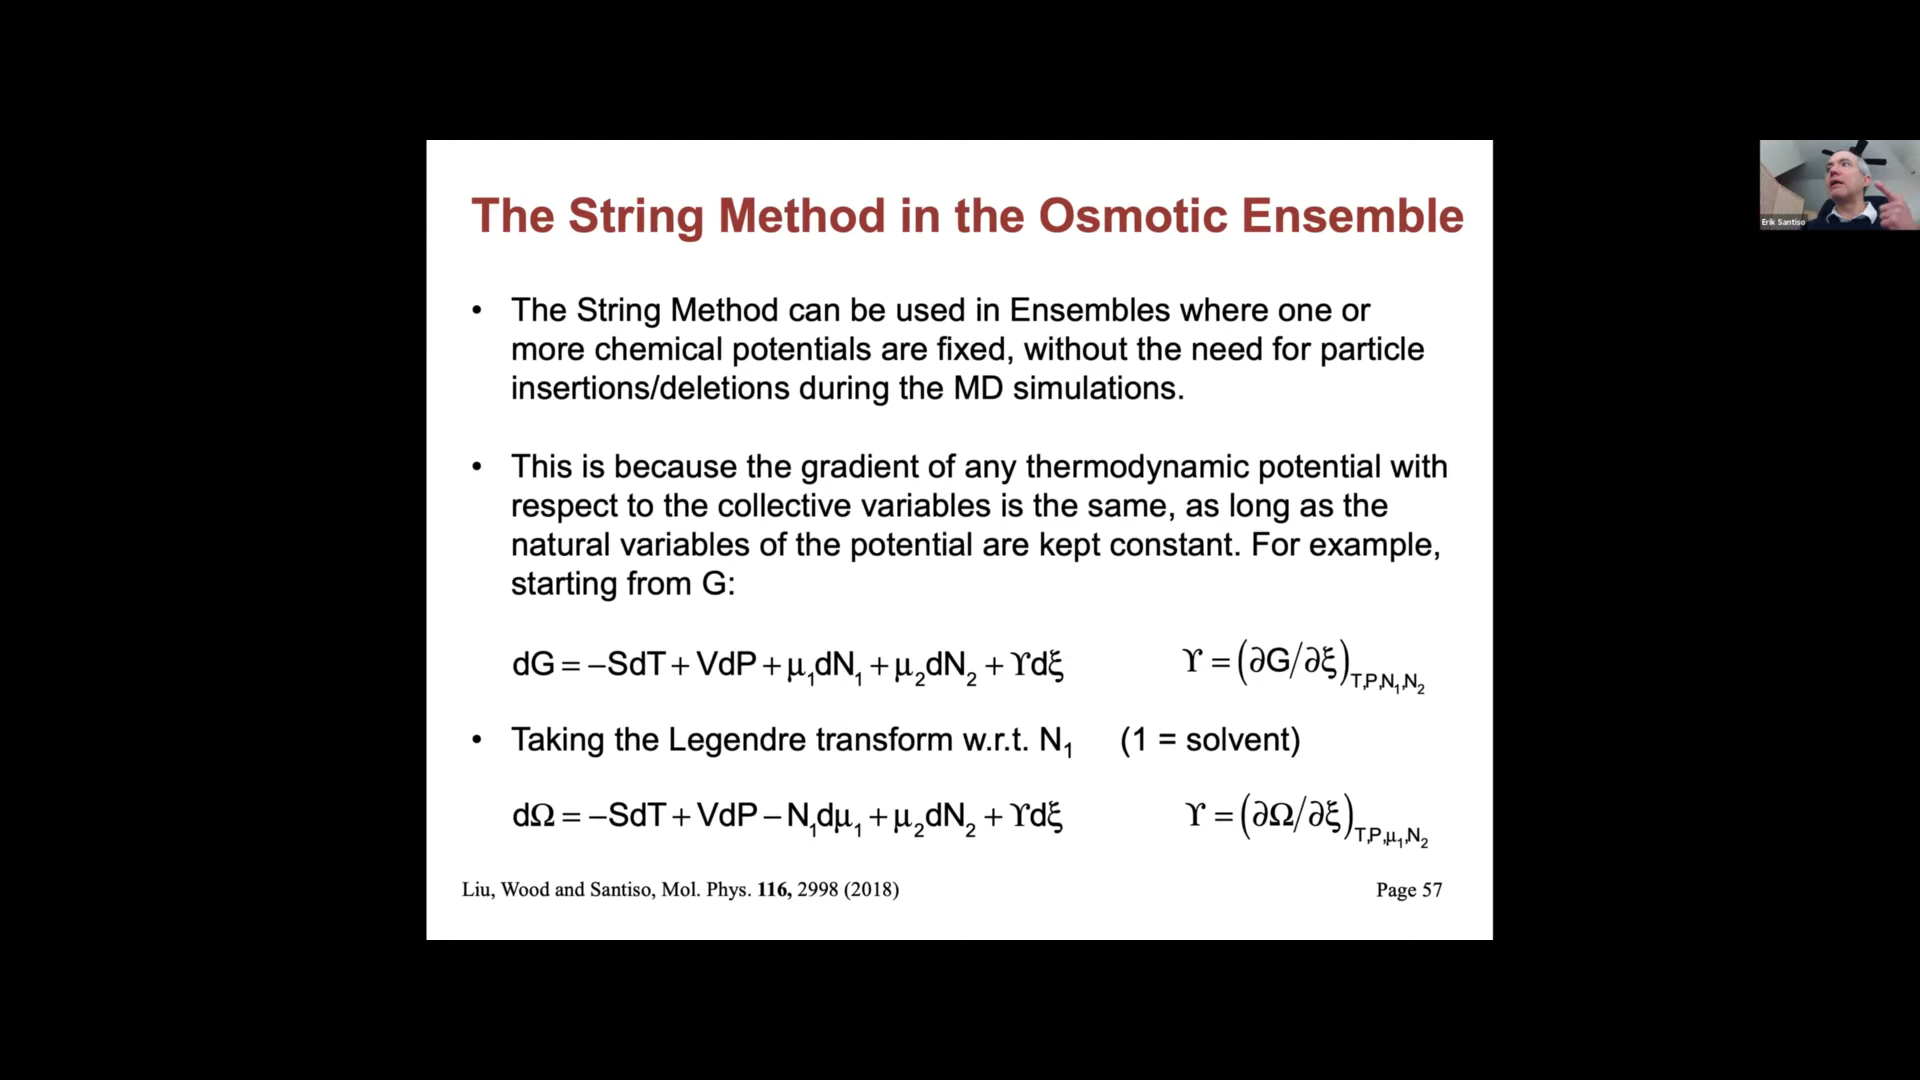 The String Method in the Osmotic Ensemble
Erik Santiso
• The String Method can be used in Ensembles where one or
more chemical potentials are fixed, without the need for particle
insertions/deletions during the MD simulations.
• This is because the gradient of any thermodynamic potential with
respect to the collective variables is the same, as long as the
natural variables of the potential are kept constant. For example,
starting from G:
dG = −SdT + VdP + μ₁dN₁ + μ₂dN₂ + ϒdξ ϒ = (∂G/∂ξ)T,P,N₁,N₂
• Taking the Legendre transform w.r.t. N₁ (1 = solvent)
dΩ = −SdT + VdP − N₁dμ₁ + μ₂dN₂ + ϒdξ ϒ = (∂Ω/∂ξ)T,P,μ₁,N₂
Liu, Wood and Santiso, Mol. Phys. 116, 2998 (2018) Page 57